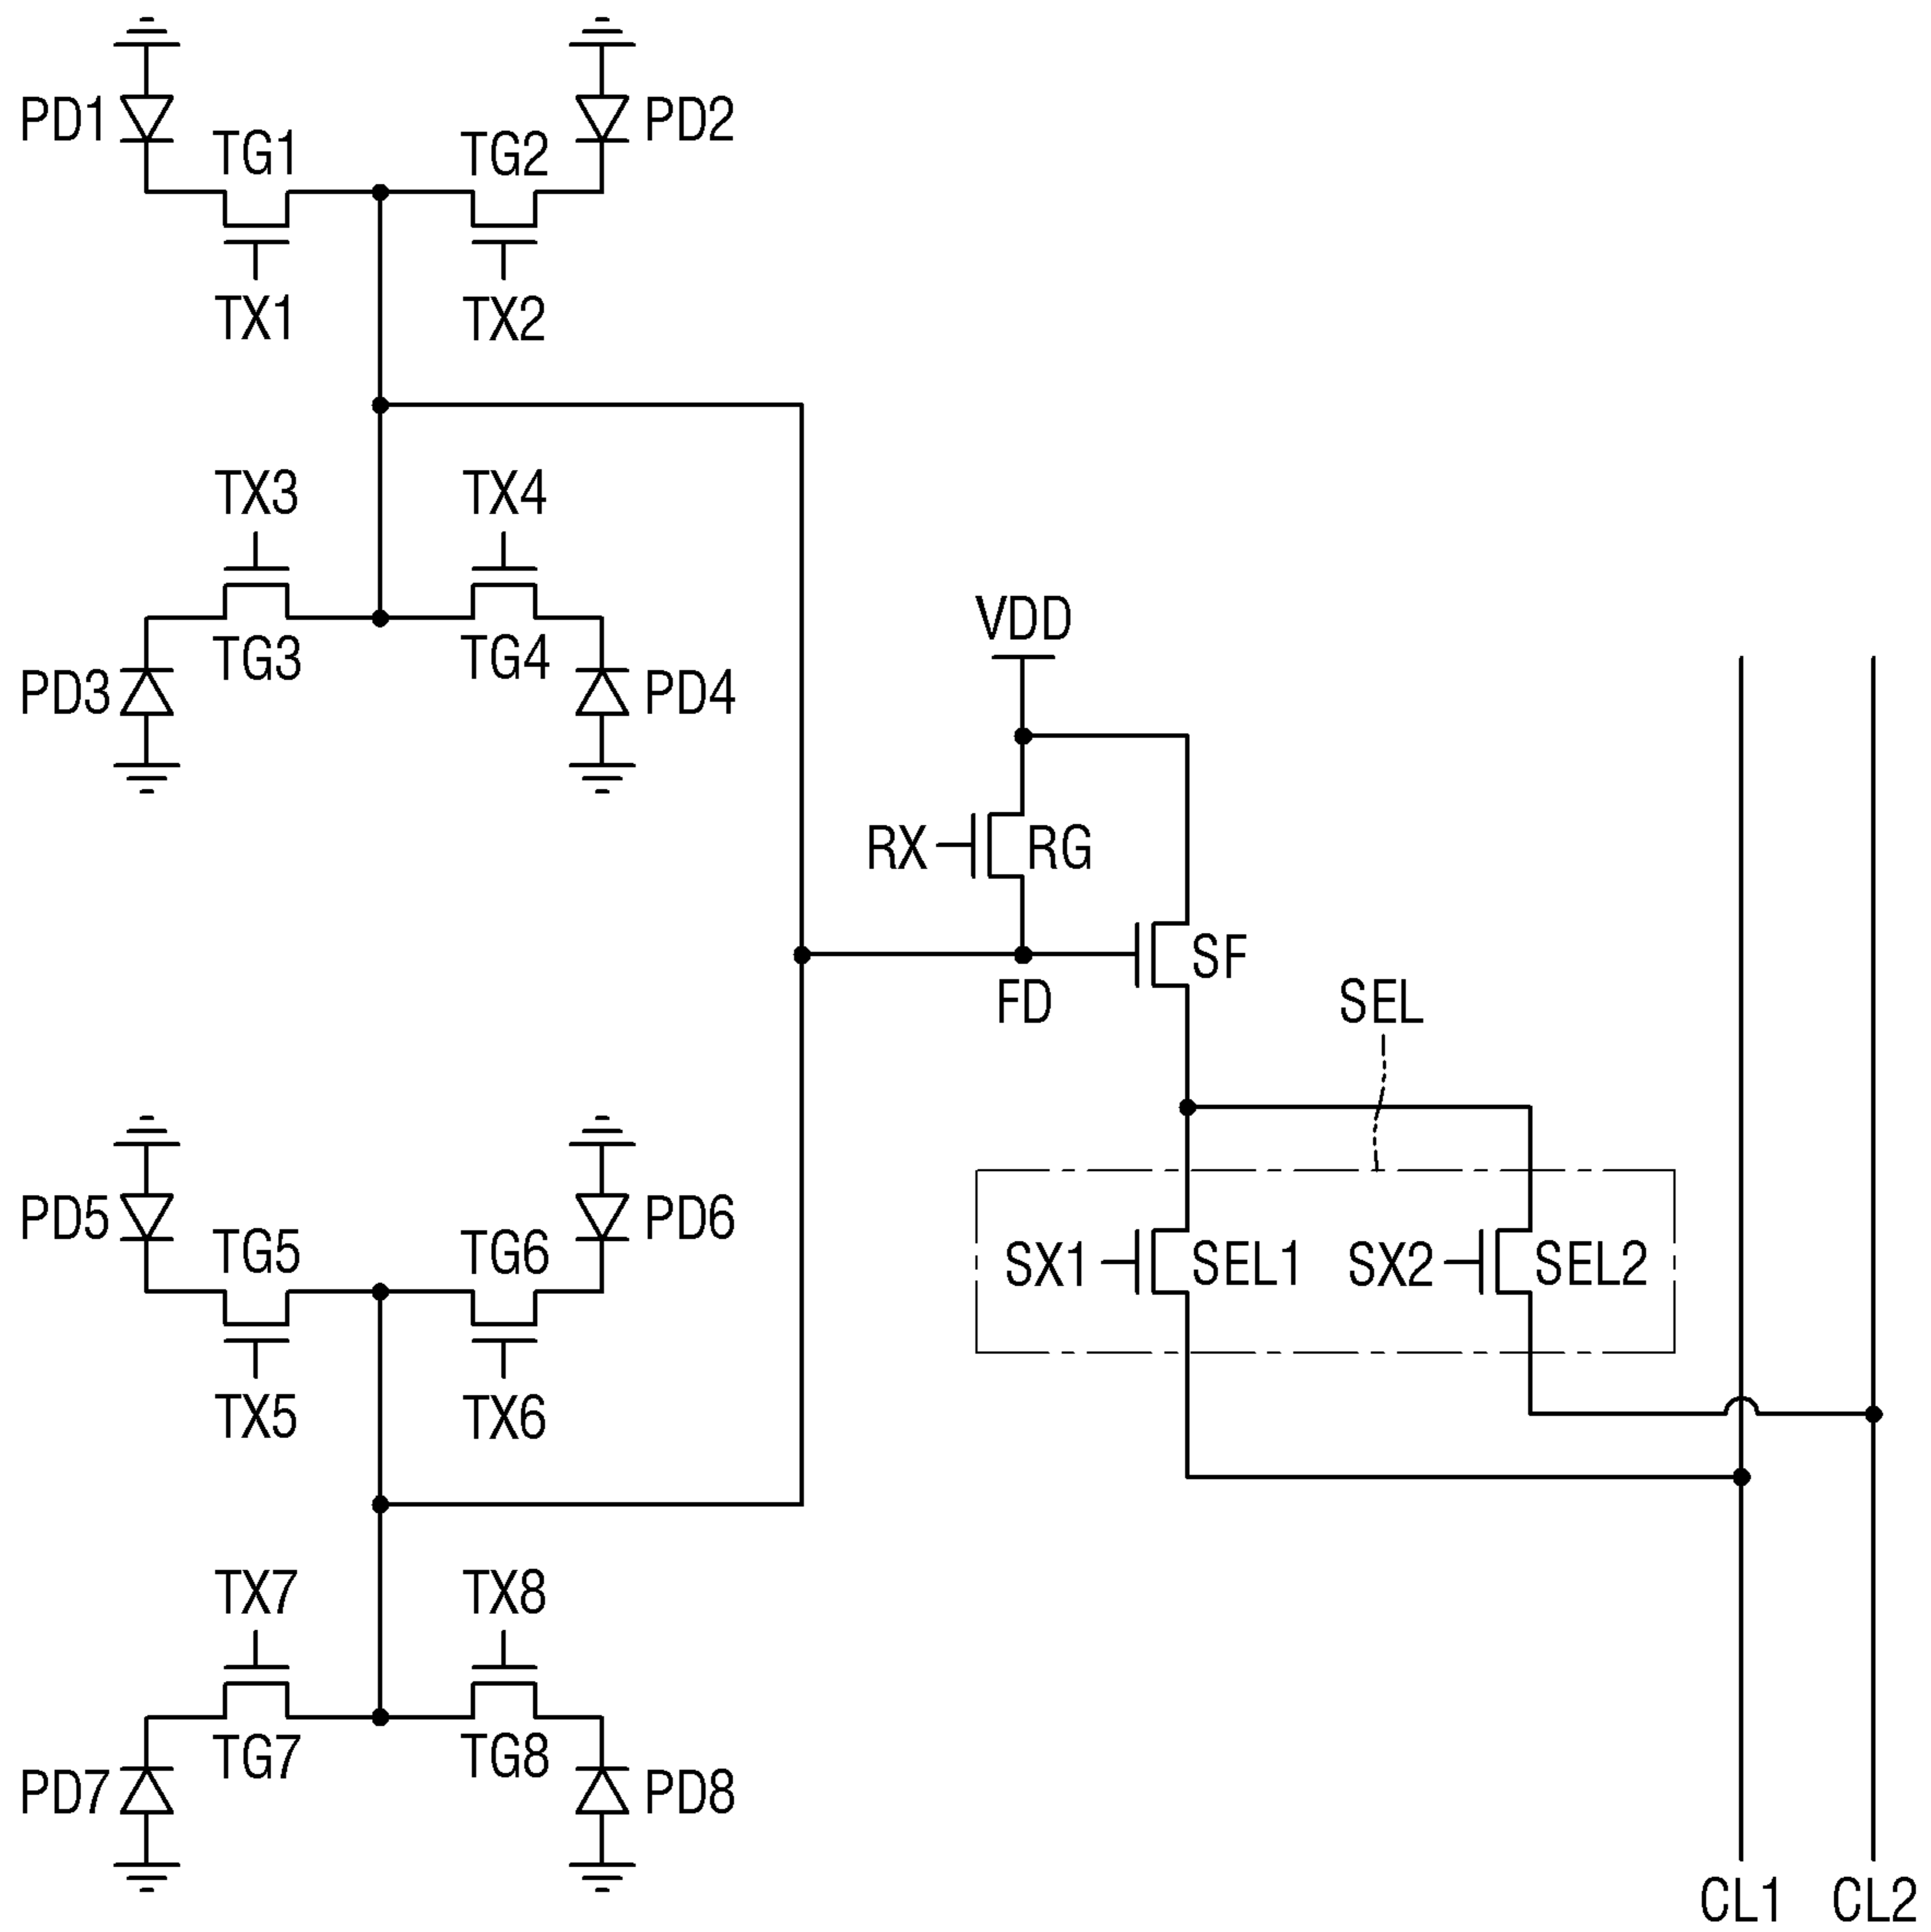 PD1
TG1
TG2
PD2
TX1
TX2
TX3
TX4
TG3
TG4
PD3
PD4
VDD
RX
RG
SF
FD
SEL
PD5
TG5
TG6
PD6
SX1
SEL1
SX2
SEL2
TX5
TX6
TX7
TX8
TG7
TG8
PD7
PD8
CL1
CL2